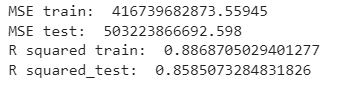 MSE train:  416739682873.55945
MSE test:  503223866692.598
R squared train:  0.8868705029401277
R squared_test:  0.8585073284831826